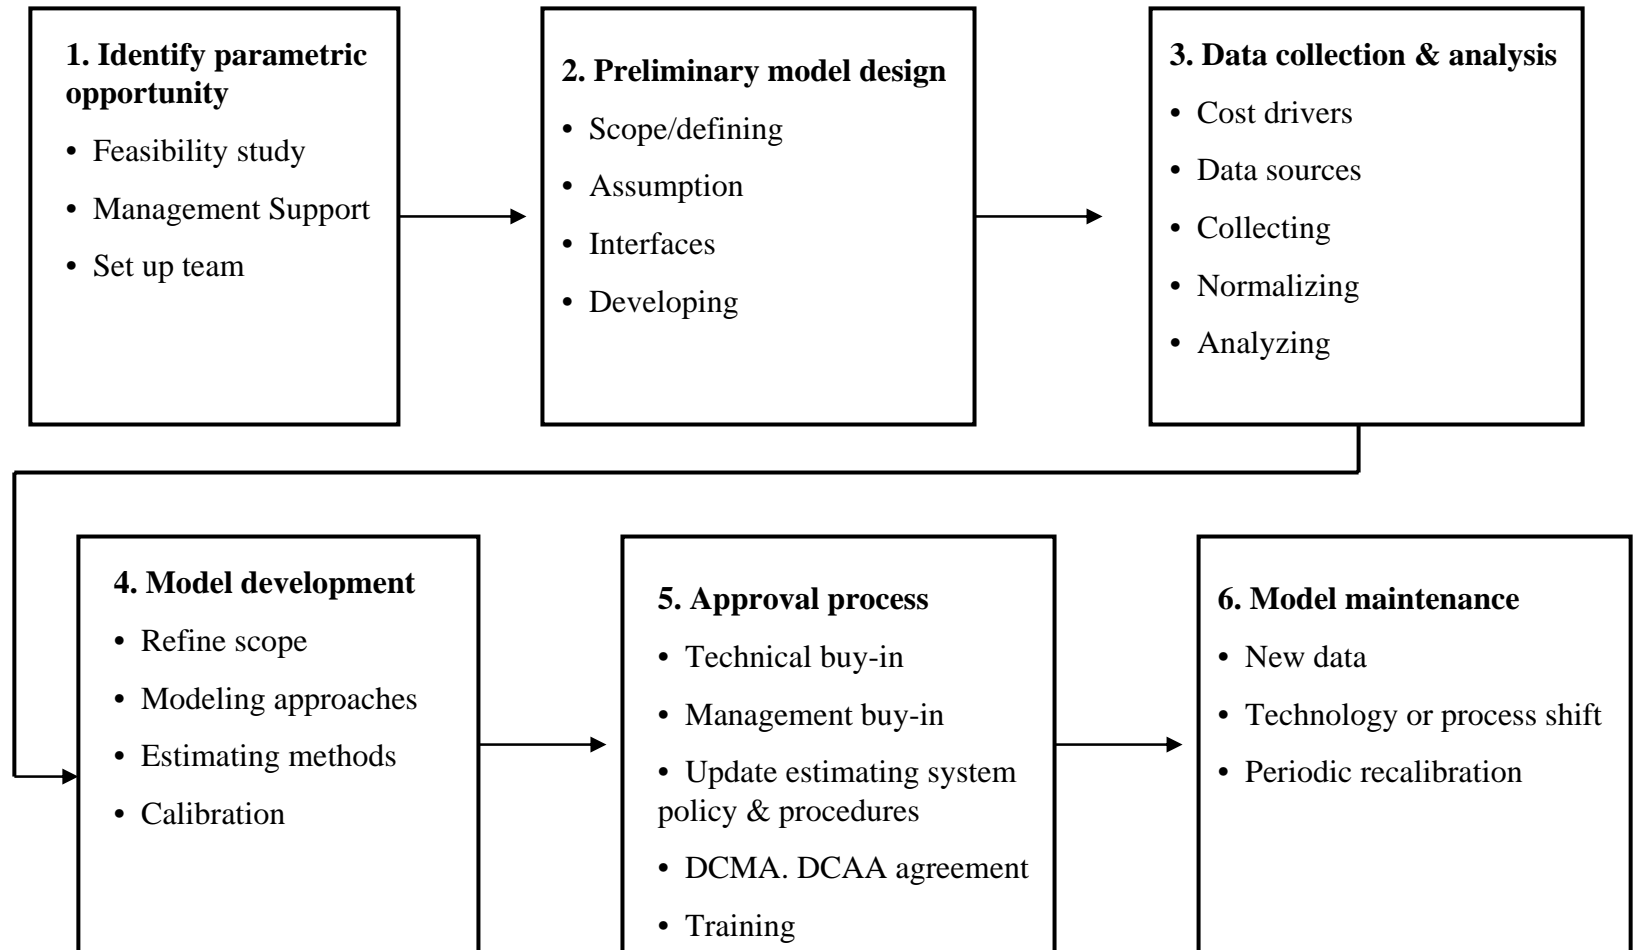 1. Identify parametric
opportunity
• Feasibility study
• Management Support
• Set up team
2. Preliminary model design
• Scope/defining
• Assumption
• Interfaces
• Developing
3. Data collection & analysis
• Cost drivers
• Data sources
• Collecting
• Normalizing
• Analyzing
4. Model development
• Refine scope
• Modeling approaches
• Estimating methods
• Calibration
5. Approval process
• Technical buy-in
• Management buy-in
• Update estimating system
policy & procedures
• DCMA. DCAA agreement
• Training
6. Model maintenance
• New data
• Technology or process shift
• Periodic recalibration